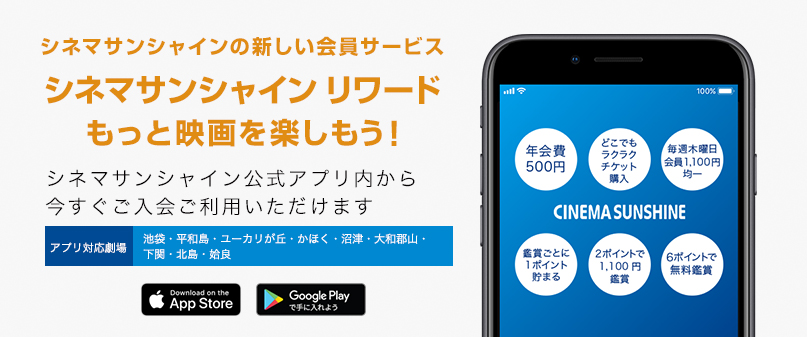 シネマサンシャインの新しい会員サービス
シネマサンシャイン リワード
もっと映画を楽しもう！
シネマサンシャイン公式アプリ内から
今すぐご入会ご利用いただけます
アプリ対応劇場
池袋・平和島・ユーカリが丘・かほく・沼津・大和郡山・
下関・北島・姶良
Download on the
App Store
Google Play
で手に入れよう
100%
年会費
500円
どこでも
ラクラク
チケット
購入
毎週木曜日
会員1,100円
均一
CINEMA SUNSHINE
鑑賞ごとに
1ポイント
貯まる
2ポイントで
1,100円
鑑賞
6ポイントで
無料鑑賞